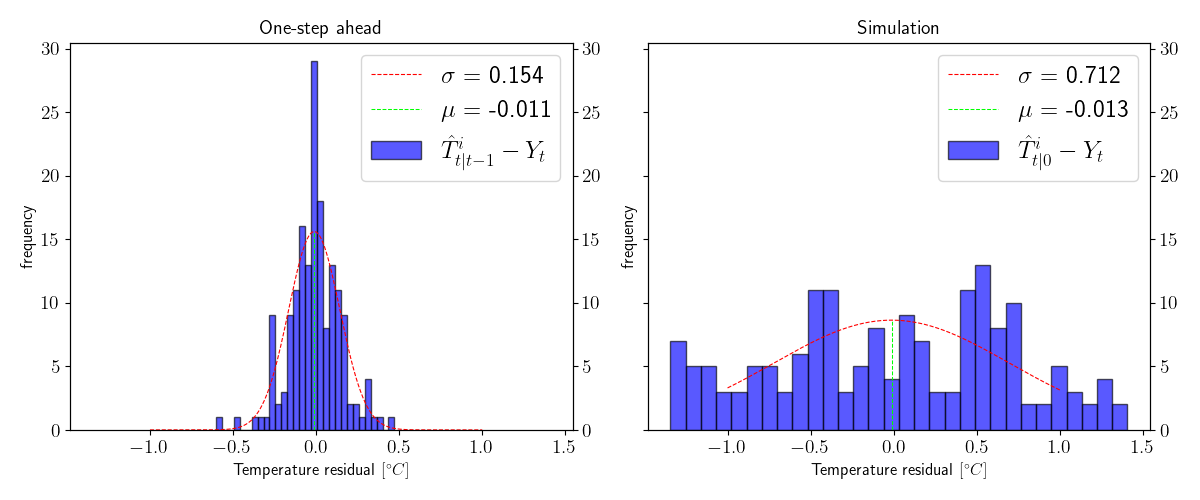 One-step ahead
σ = 0.154
μ = -0.011
T̂^i_{t|t−1} − Y_t
frequency
30
25
20
15
10
5
0
30
25
20
15
10
5
0
−1.0 −0.5 0.0 0.5 1.0 1.5
Temperature residual [°C]
Simulation
σ = 0.712
μ = -0.013
T̂^i_{t|0} − Y_t
frequency
30
25
20
15
10
5
0
−1.0 −0.5 0.0 0.5 1.0 1.5
Temperature residual [°C]